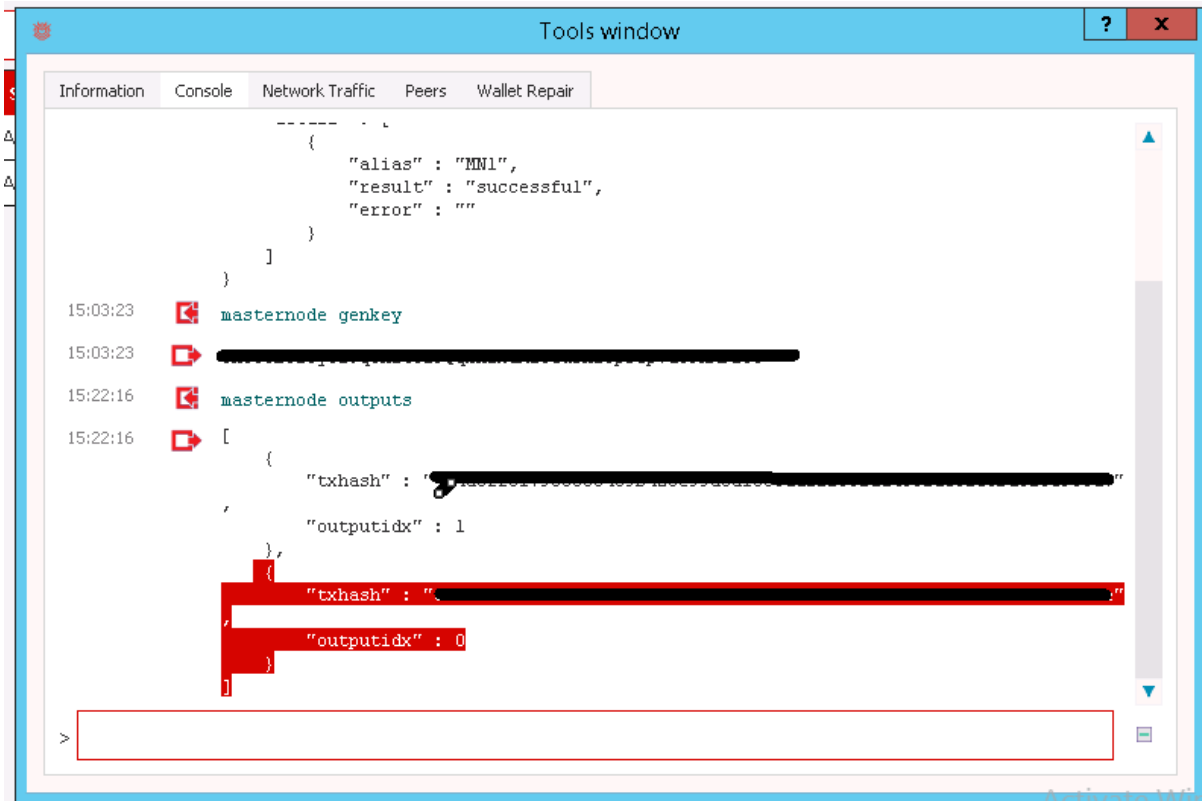 Tools window
? x
Information Console Network Traffic Peers Wallet Repair
{
"alias" : "MN1",
"result" : "successful",
"error" : ""
}
]
}
15:03:23 masternode genkey
15:03:23
15:22:16 masternode outputs
15:22:16 [
{
"txhash" : "
"
,
"outputidx" : 1
},
{
"txhash" : "
"
,
"outputidx" : 0
}
]
>